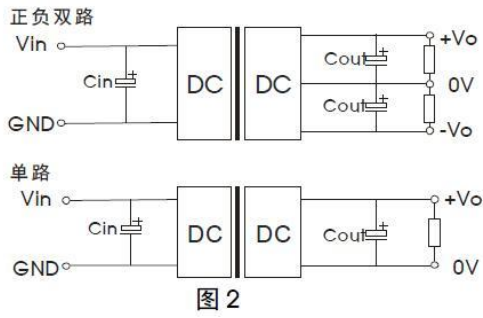 正负双路
Vin
+Vo
Cout
Cin
DC
DC
0V
Cout
GND
-Vo
单路
Vin
+Vo
Cin
DC
DC
Cout
GND
0V
图2